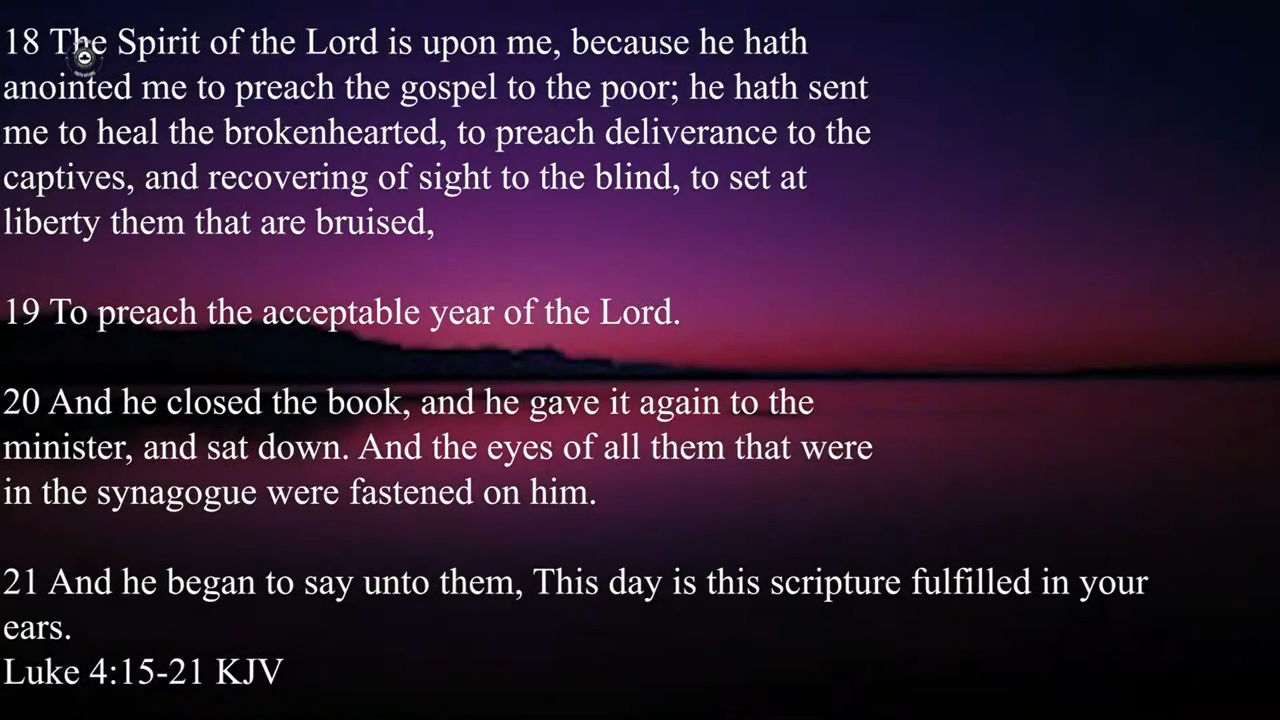 18 The Spirit of the Lord is upon me, because he hath
anointed me to preach the gospel to the poor; he hath sent
me to heal the brokenhearted, to preach deliverance to the
captives, and recovering of sight to the blind, to set at
liberty them that are bruised,
19 To preach the acceptable year of the Lord.
20 And he closed the book, and he gave it again to the
minister, and sat down. And the eyes of all them that were
in the synagogue were fastened on him.
21 And he began to say unto them, This day is this scripture fulfilled in your
ears.
Luke 4:15-21 KJV